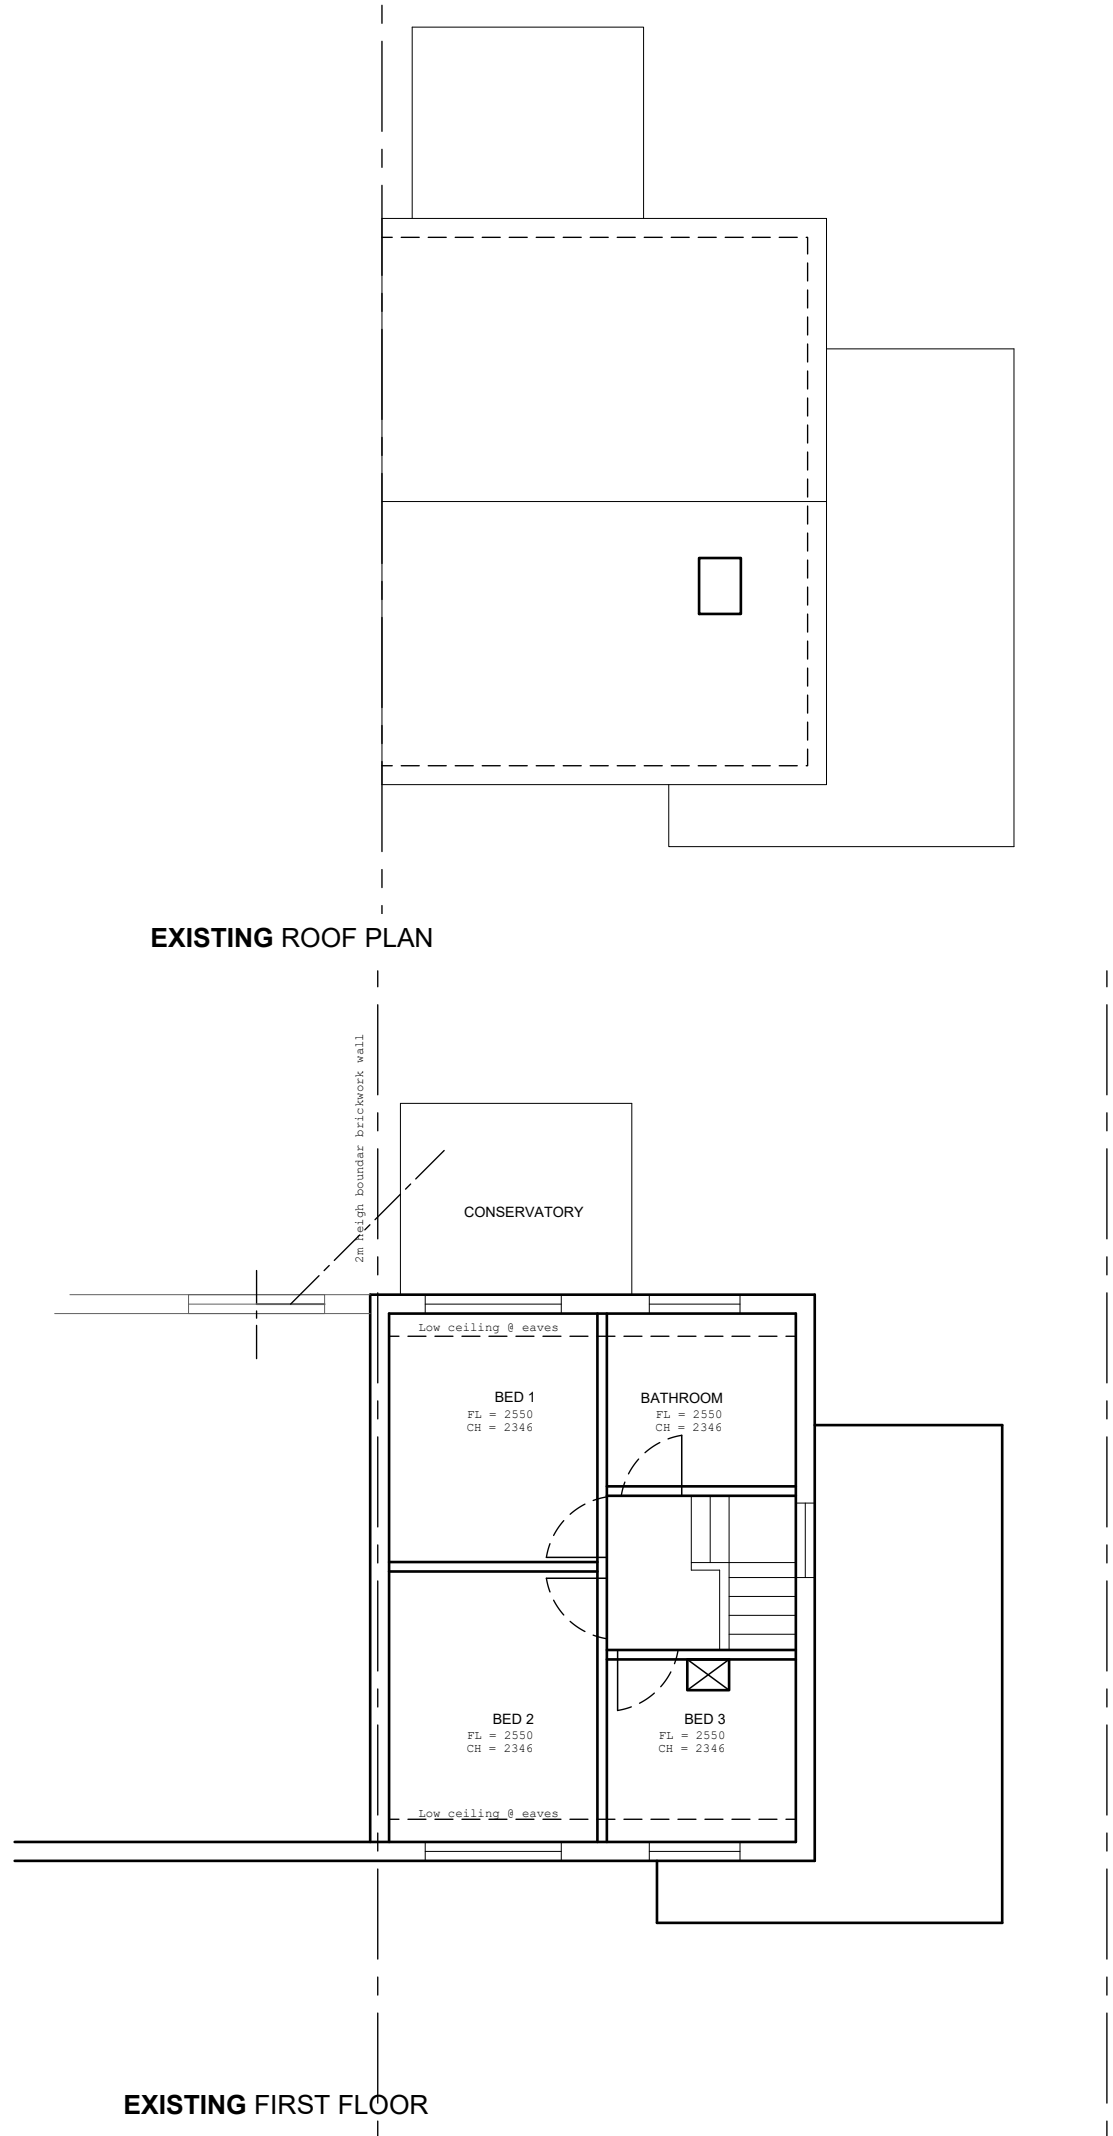 EXISTING ROOF PLAN
2m heigh boundar brickwork wall
CONSERVATORY
Low ceiling @ eaves
BED 1
FL = 2550
CH = 2346
BATHROOM
FL = 2550
CH = 2346
BED 2
FL = 2550
CH = 2346
BED 3
FL = 2550
CH = 2346
Low ceiling @ eaves
EXISTING FIRST FLOOR